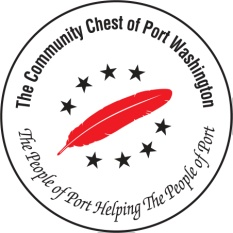 The Community Chest of Port Washington
The People of Port Helping The People of Port